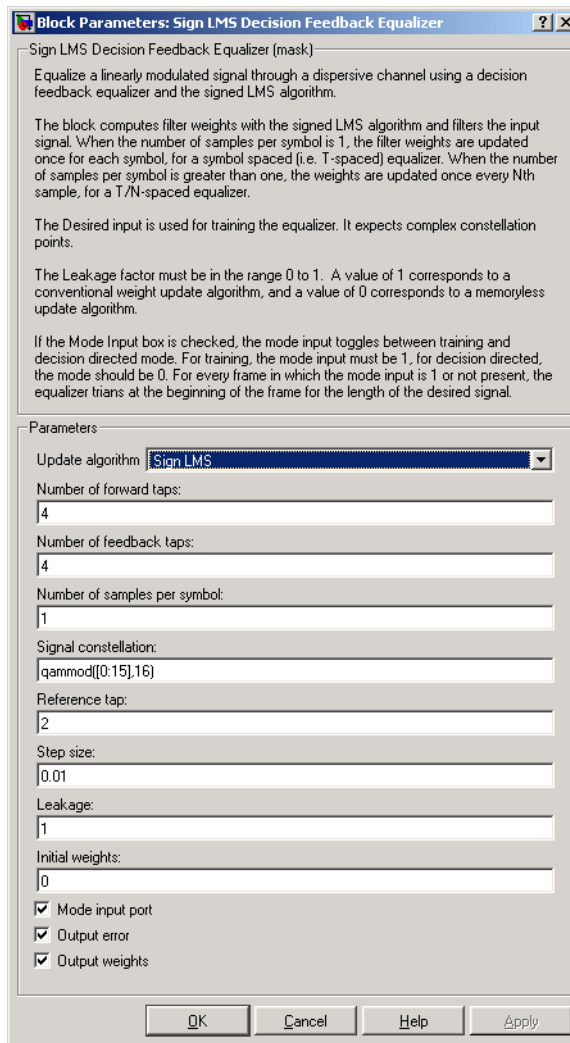 Block Parameters: Sign LMS Decision Feedback Equalizer
Sign LMS Decision Feedback Equalizer (mask)
Equalize a linearly modulated signal through a dispersive channel using a decision
feedback equalizer and the signed LMS algorithm.
The block computes filter weights with the signed LMS algorithm and filters the input
signal. When the number of samples per symbol is 1, the filter weights are updated
once for each symbol, for a symbol spaced (i.e. T-spaced) equalizer. When the number
of samples per symbol is greater than one, the weights are updated once every Nth
sample, for a T/N-spaced equalizer.
The Desired input is used for training the equalizer. It expects complex constellation
points.
The Leakage factor must be in the range 0 to 1. A value of 1 corresponds to a
conventional weight update algorithm, and a value of 0 corresponds to a memoryless
update algorithm.
If the Mode Input box is checked, the mode input toggles between training and
decision directed mode. For training, the mode input must be 1, for decision directed,
the mode should be 0. For every frame in which the mode input is 1 or not present, the
equalizer trians at the beginning of the frame for the length of the desired signal.
Parameters
Update algorithm Sign LMS
Number of forward taps:
4
Number of feedback taps:
4
Number of samples per symbol:
1
Signal constellation:
qammod([0:15],16)
Reference tap:
2
Step size:
0.01
Leakage:
1
Initial weights:
0
Mode input port
Output error
Output weights
OK Cancel Help Apply